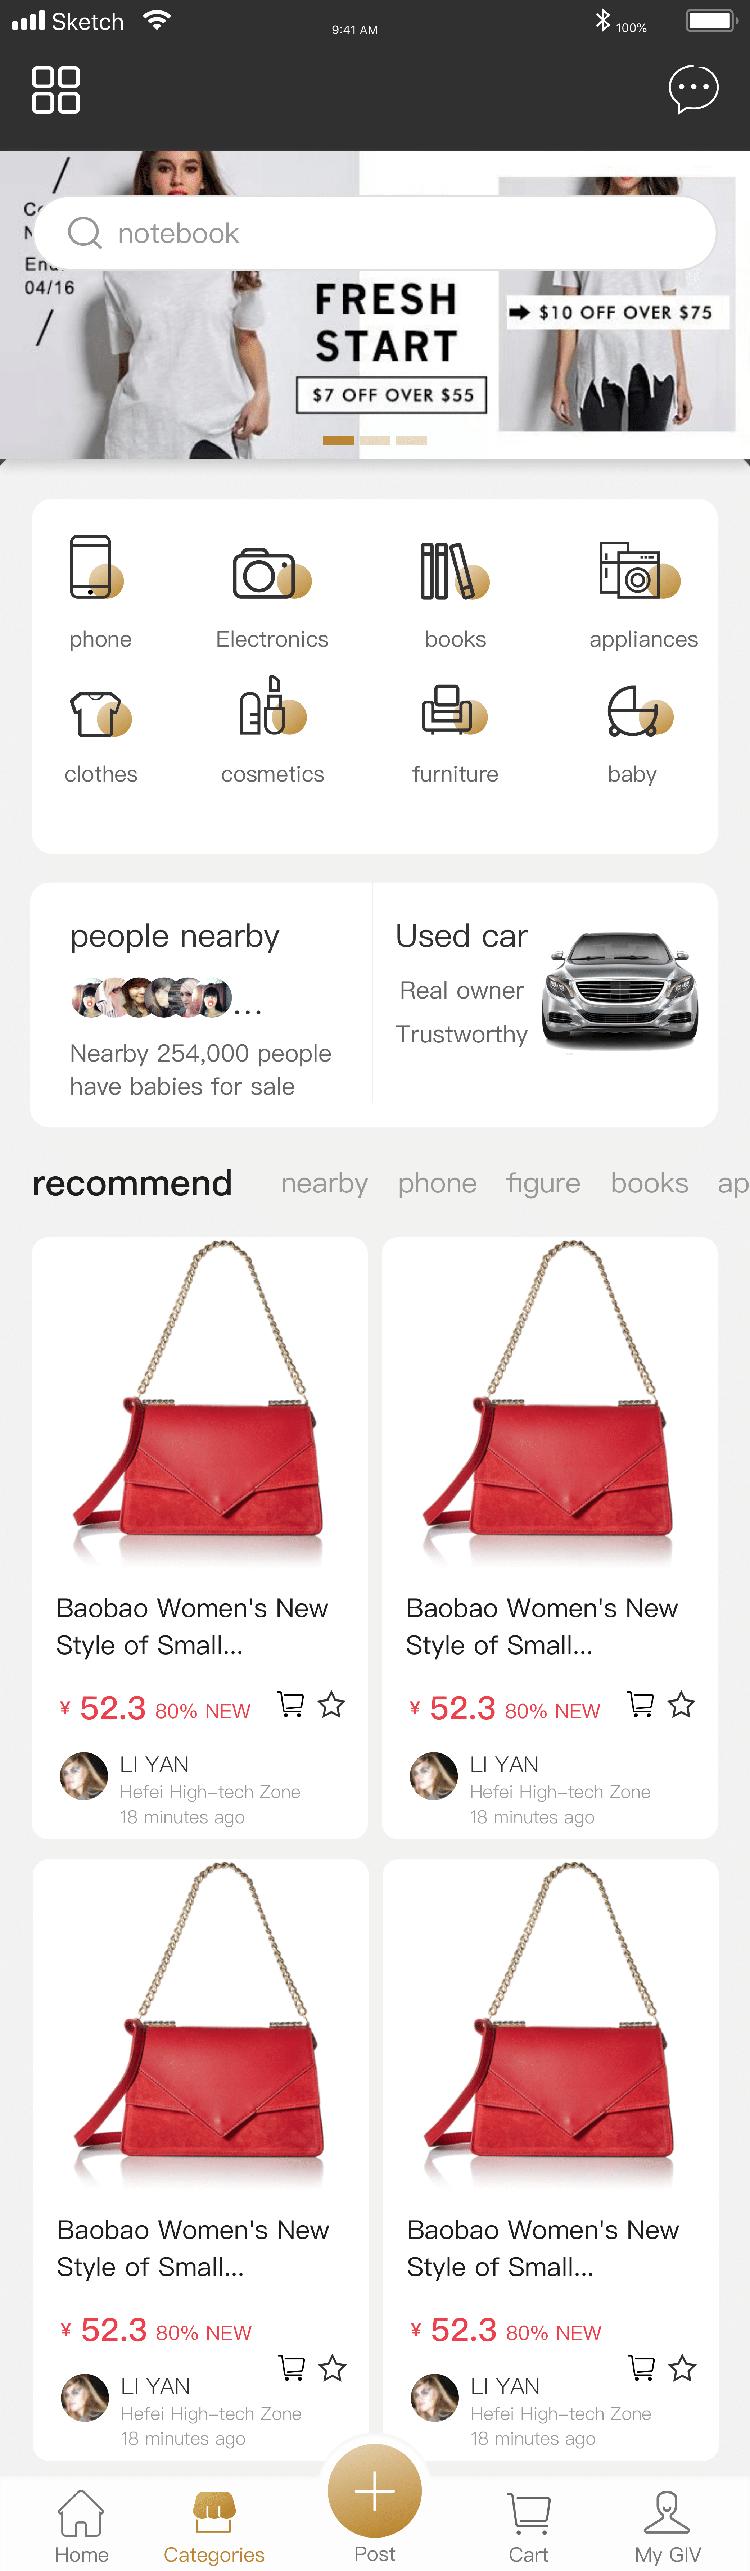 Sketch
9:41 AM
100%
notebook
04/16
FRESH
START
$7 OFF OVER $55
$10 OFF OVER $75
phone
Electronics
books
appliances
clothes
cosmetics
furniture
baby
people nearby
...
Nearby 254,000 people
have babies for sale
Used car
Real owner
Trustworthy
recommend nearby phone figure books ap
Baobao Women's New
Style of Small...
¥ 52.3 80% NEW
LI YAN
Hefei High-tech Zone
18 minutes ago
Baobao Women's New
Style of Small...
¥ 52.3 80% NEW
LI YAN
Hefei High-tech Zone
18 minutes ago
Baobao Women's New
Style of Small...
¥ 52.3 80% NEW
LI YAN
Hefei High-tech Zone
18 minutes ago
Baobao Women's New
Style of Small...
¥ 52.3 80% NEW
LI YAN
Hefei High-tech Zone
18 minutes ago
Home
Categories
Post
Cart
My GIV